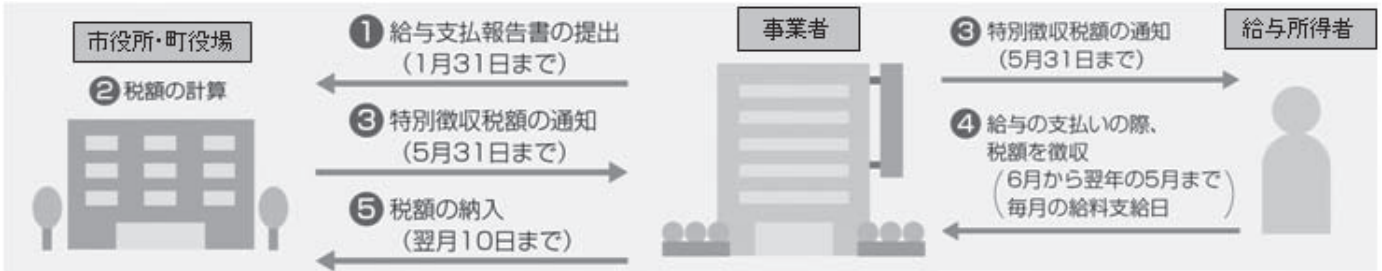 市役所・町役場
❷税額の計算
❶給与支払報告書の提出
（1月31日まで）
❸特別徴収税額の通知
（5月31日まで）
❺税額の納入
（翌月10日まで）
事業者
❸特別徴収税額の通知
（5月31日まで）
❹給与の支払いの際、
税額を徴収
（6月から翌年の5月まで
毎月の給料支給日）
給与所得者